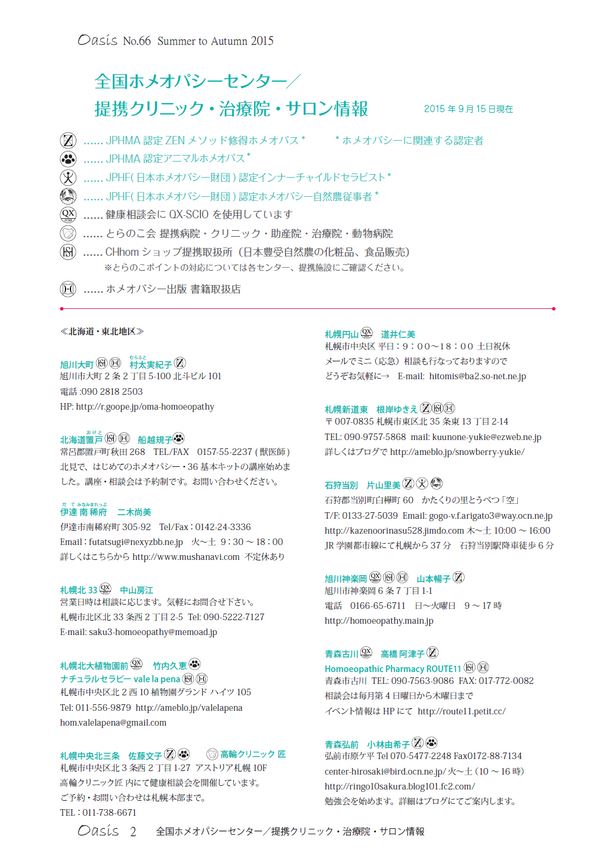 Oasis No.66 Summer to Autumn 2015
全国ホメオパシーセンター／
提携クリニック・治療院・サロン情報
2015 年 9 月 15 日現在
...... JPHMA 認定 ZEN メソッド修得ホメオパス * * ホメオパシーに関連する認定者
...... JPHMA 認定アニマルホメオパス *
...... JPHF( 日本ホメオパシー財団 ) 認定インナーチャイルドセラピスト *
...... JPHF( 日本ホメオパシー財団 ) 認定ホメオパシー自然農従事者 *
QX ...... 健康相談会に QX-SCIO を使用しています
...... とらのこ会 提携病院・クリニック・助産院・治療院・動物病院
...... CHhom ショップ提携取扱所（日本豊受自然農の化粧品、食品販売）
※とらのこポイントの対応については各センター、提携施設にご確認ください。
...... ホメオパシー出版 書籍取扱店
≪北海道・東北地区≫
旭川大町 村太実紀子
旭川市大町 2 条 2 丁目 5-100 北斗ビル 101
電話 :090 2818 2503
HP: http://r.goope.jp/oma-homoeopathy
北海道置戸 船越規子
常呂郡置戸町秋田 268 TEL/FAX 0157-55-2237 ( 獣医師 )
北見で、はじめてのホメオパシー・36 基本キットの講座始めま
した。講座・相談会は予約制です。お問い合わせください。
伊達 南 稀府 二木尚美
伊達市南稀府町 305-92 Tel/Fax : 0142-24-3336
Email : futatsugi@nexyzbb.ne.jp 火～土 9 : 30 ～ 18 : 00
詳しくはこちらから http://www.mushanavi.com 不定休あり
札幌北 33 中山房江
営業日時は相談に応じます。気軽にお問合せ下さい。
札幌市北区北 33 条西 2 丁目 2-5 Tel: 090-5222-7127
E-mail: saku3-homoeopathy@memoad.jp
札幌北大植物園前 竹内久恵
ナチュラルセラピー vale la pena
札幌市中央区北 2 西 10 植物園グランド ハイツ 105
Tel: 011-556-9879 http://ameblo.jp/valelapena
hom.valelapena@gmail.com
札幌中央北三条 佐藤文子 高輪クリニック 匠
札幌市中央区北 3 条西 2 丁目 1-27 アストリア札幌 10F
高輪クリニック匠 内にて健康相談会を開催しています。
ご予約・お問い合わせは札幌本部まで。
TEL : 011-738-6671
札幌円山 道井仁美
札幌市中央区 平日 : 9 : 00～18 : 00 土日祝休
メールでミニ（応急）相談も行なっておりますので
どうぞお気軽に→ E-mail: hitomis@ba2.so-net.ne.jp
札幌新道東 根岸ゆきえ
〒 007-0835 札幌市東区北 35 条東 13 丁目 2-14
TEL: 090-9757-5868 mail: kuunone-yukie@ezweb.ne.jp
詳しくはブログで http://ameblo.jp/snowberry-yukie/
石狩当別 片山里美
石狩郡当別町白樺町 60 かたくりの里とうべつ「空」
T/F: 0133-27-5039 Email: gogo-v.f.arigato3@way.ocn.ne.jp
http://kazenoorinasu528.jimdo.com 木～土 10:00 ～ 16:00
JR 学園都市線にて札幌から 37 分 石狩当別駅降車徒歩 6 分
旭川神楽岡 山本暢子
旭川市神楽岡 6 条 7 丁目 1-1
電話 0166-65-6711 日～火曜日 9 ～ 17 時
http://homoeopathy.main.jp
青森古川 高橋 阿津子
Homoeopathic Pharmacy ROUTE11
青森市古川 TEL: 090-7563-9086 FAX: 017-772-0082
相談会は毎月第 4 日曜日から木曜日まで
イベント情報は HP にて http://route11.petit.cc/
青森弘前 小林由希子
弘前市原ケ平 Tel 070-5477-2248 Fax0172-88-7134
center-hirosaki@bird.ocn.ne.jp/ 火～土（ 10 ～ 16 時）
http://ringo10sakura.blog101.fc2.com/
勉強会を始めます。詳細はブログにてご案内します。
Oasis 2 全国ホメオパシーセンター／提携クリニック・治療院・サロン情報